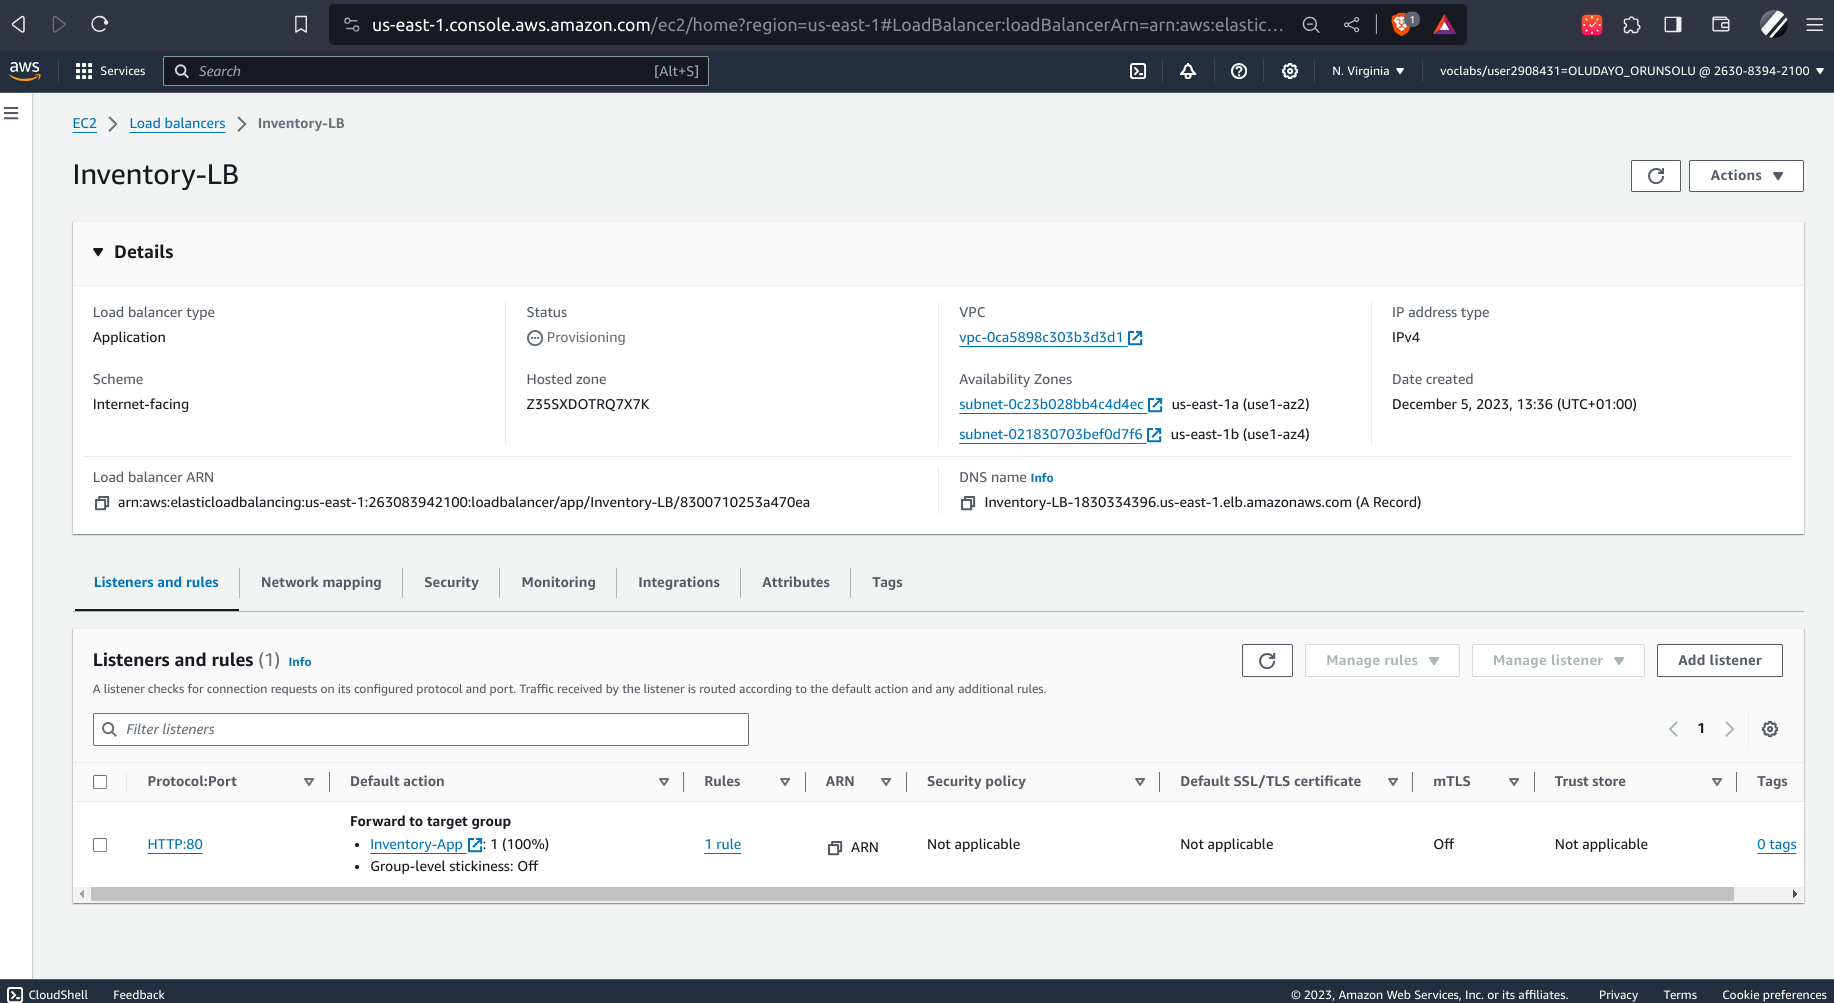 us-east-1.console.aws.amazon.com/ec2/home?region=us-east-1#LoadBalancer:loadBalancerArn=arn:aws:elastic...
1
aws
Services
Search
[Alt+S]
N. Virginia
voclabs/user2908431=OLUDAYO_ORUNSOLU @ 2630-8394-2100
EC2 > Load balancers > Inventory-LB
Inventory-LB
Actions
Details
Load balancer type
Application
Status
Provisioning
VPC
vpc-0ca5898c303b3d3d1
IP address type
IPv4
Scheme
Internet-facing
Hosted zone
Z35SXDOTRQ7X7K
Availability Zones
subnet-0c23b028bb4c4d4ec us-east-1a (use1-az2)
subnet-021830703bef0d7f6 us-east-1b (use1-az4)
Date created
December 5, 2023, 13:36 (UTC+01:00)
Load balancer ARN
arn:aws:elasticloadbalancing:us-east-1:263083942100:loadbalancer/app/Inventory-LB/8300710253a470ea
DNS name Info
Inventory-LB-1830334396.us-east-1.elb.amazonaws.com (A Record)
Listeners and rules
Network mapping
Security
Monitoring
Integrations
Attributes
Tags
Listeners and rules (1) Info
Manage rules
Manage listener
Add listener
A listener checks for connection requests on its configured protocol and port. Traffic received by the listener is routed according to the default action and any additional rules.
Filter listeners
1
Protocol:Port
Default action
Rules
ARN
Security policy
Default SSL/TLS certificate
mTLS
Trust store
Tags
HTTP:80
Forward to target group
• Inventory-App : 1 (100%)
• Group-level stickiness: Off
1 rule
ARN
Not applicable
Not applicable
Off
Not applicable
0 tags
CloudShell
Feedback
© 2023, Amazon Web Services, Inc. or its affiliates.
Privacy
Terms
Cookie preferences